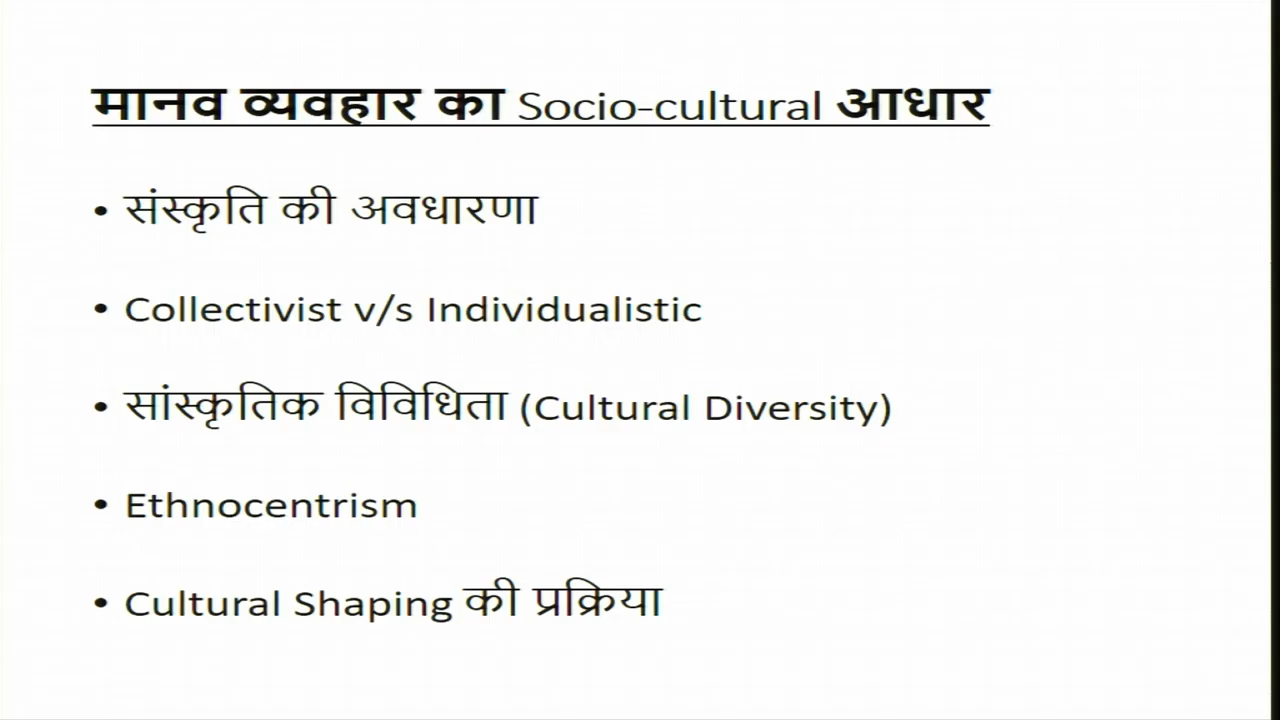 मानव व्यवहार का Socio-cultural आधार
• संस्कृति की अवधारणा
• Collectivist v/s Individualistic
• सांस्कृतिक विविधिता (Cultural Diversity)
• Ethnocentrism
• Cultural Shaping की प्रक्रिया